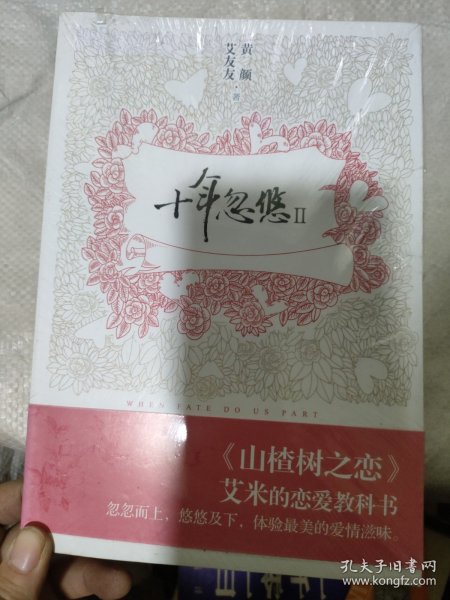 黄颜
艾友友·著
十年忽悠II
WHEN FATE DO US PART
《山楂树之恋》
艾米的恋爱教科书
忽忽而上，悠悠及下，体验最美的爱情滋味。
孔夫子旧书网
www.kongfz.com